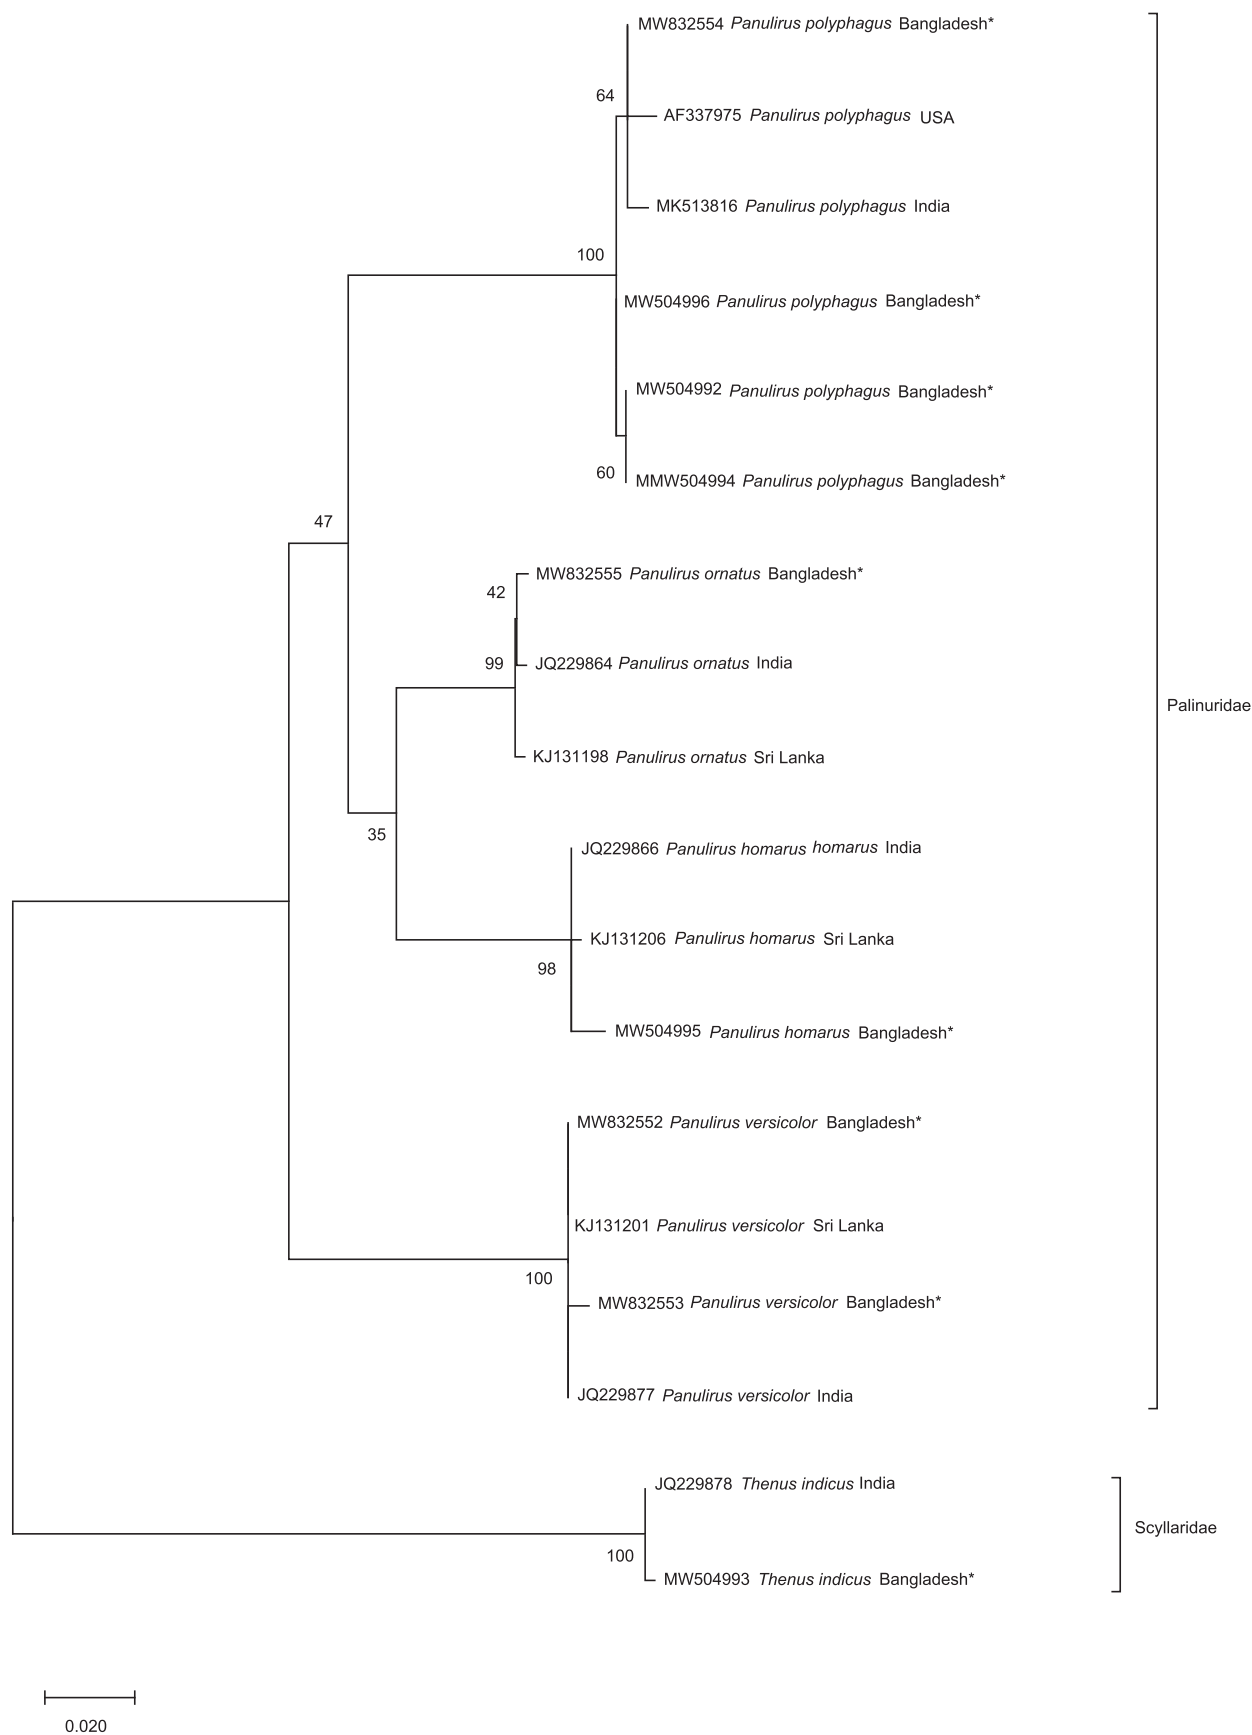 MW832554 Panulirus polyphagus Bangladesh*
64
AF337975 Panulirus polyphagus USA
MK513816 Panulirus polyphagus India
100
MW504996 Panulirus polyphagus Bangladesh*
MW504992 Panulirus polyphagus Bangladesh*
60
MMW504994 Panulirus polyphagus Bangladesh*
47
MW832555 Panulirus ornatus Bangladesh*
42
99
JQ229864 Panulirus ornatus India
Palinuridae
KJ131198 Panulirus ornatus Sri Lanka
35
JQ229866 Panulirus homarus homarus India
KJ131206 Panulirus homarus Sri Lanka
98
MW504995 Panulirus homarus Bangladesh*
MW832552 Panulirus versicolor Bangladesh*
KJ131201 Panulirus versicolor Sri Lanka
100
MW832553 Panulirus versicolor Bangladesh*
JQ229877 Panulirus versicolor India
JQ229878 Thenus indicus India
Scyllaridae
100
MW504993 Thenus indicus Bangladesh*
0.020